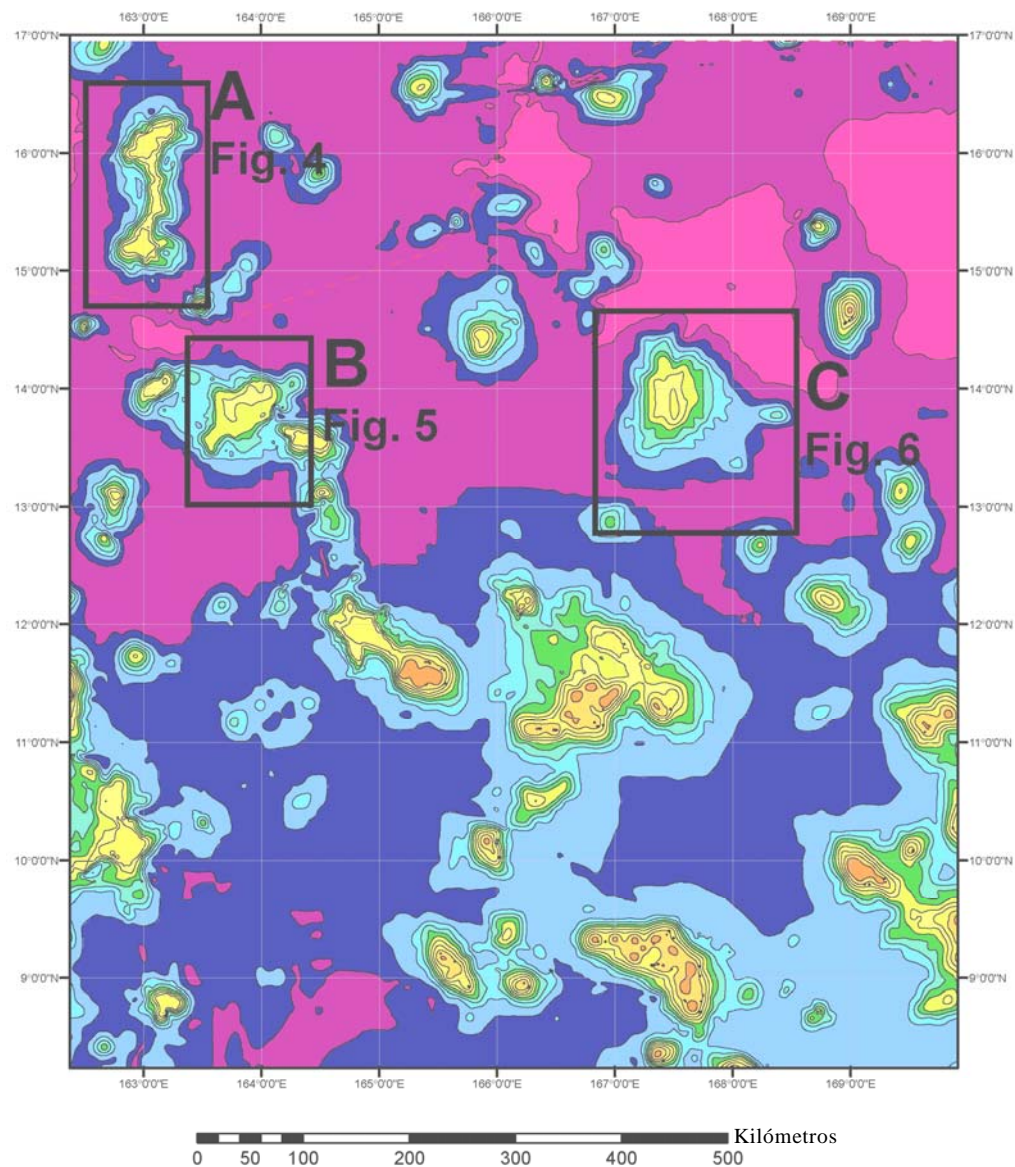 163°0'0"E 164°0'0"E 165°0'0"E 166°0'0"E 167°0'0"E 168°0'0"E 169°0'0"E
17°0'0"N 17°0'0"N
A
Fig. 4
16°0'0"N 16°0'0"N
15°0'0"N 15°0'0"N
B
Fig. 5
C
Fig. 6
14°0'0"N 14°0'0"N
13°0'0"N 13°0'0"N
12°0'0"N 12°0'0"N
11°0'0"N 11°0'0"N
10°0'0"N 10°0'0"N
9°0'0"N 9°0'0"N
163°0'0"E 164°0'0"E 165°0'0"E 166°0'0"E 167°0'0"E 168°0'0"E 169°0'0"E
Kilómetros
0 50 100 200 300 400 500